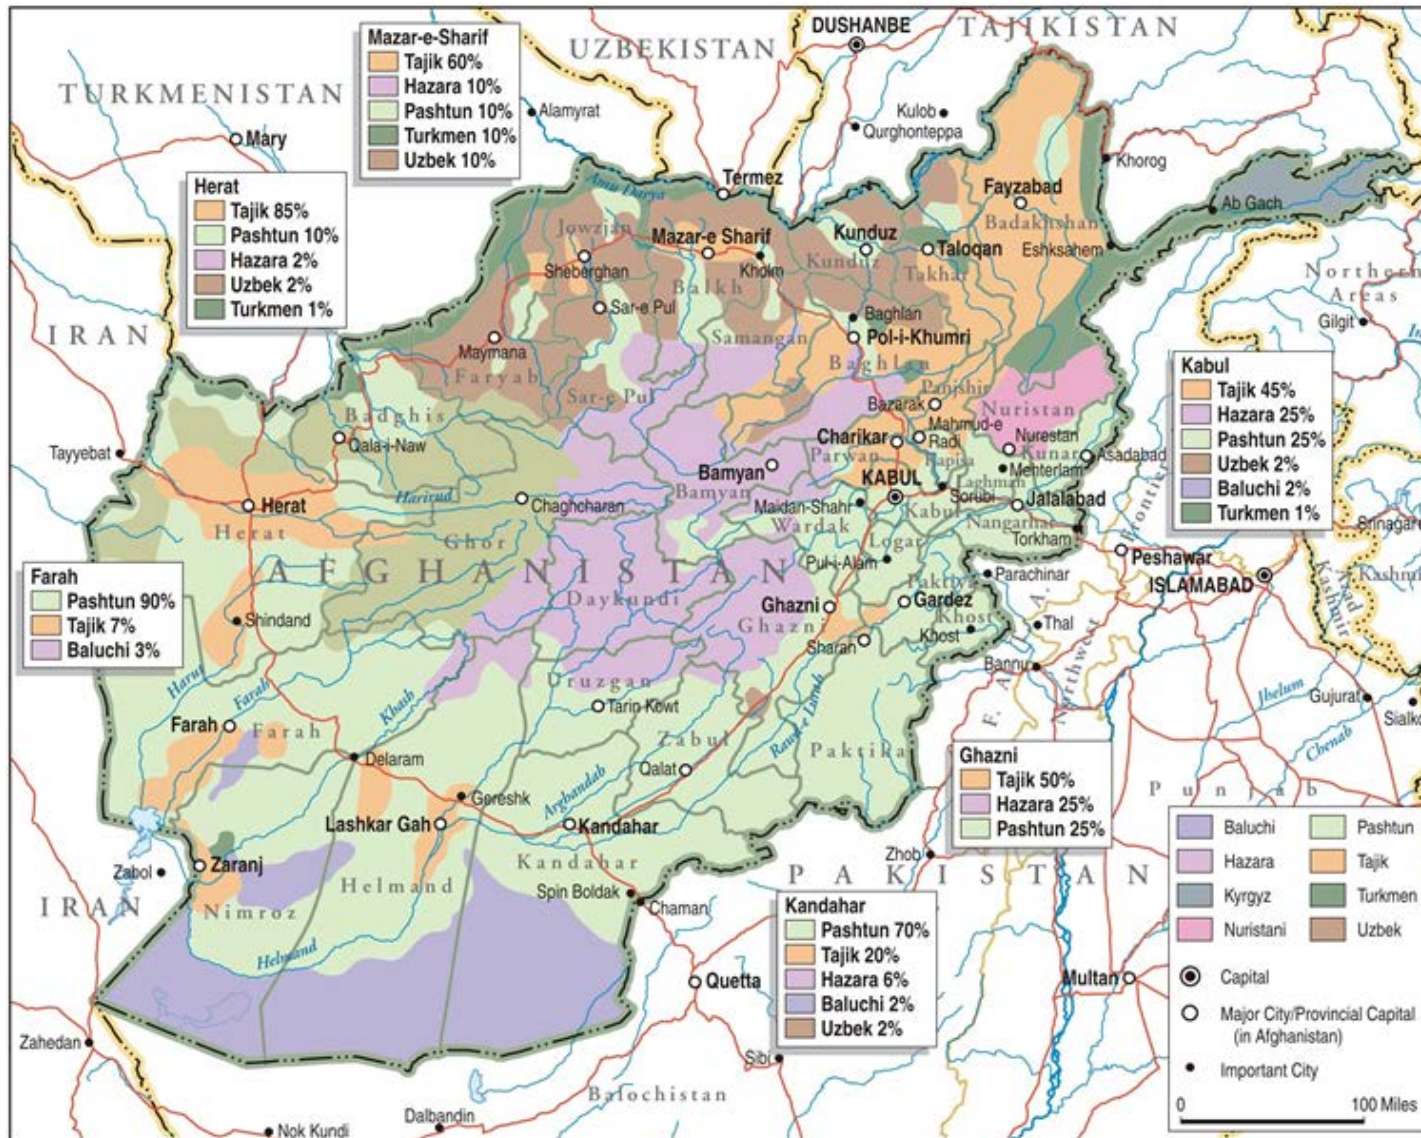 DUSHANBE
TAJIKISTAN
UZBEKISTAN
TURKMENISTAN
Mazar-e-Sharif
Tajik 60%
Hazara 10%
Pashtun 10%
Turkmen 10%
Uzbek 10%
Alamyrat
Kulob
Qurghonteppa
Mary
Khorog
Herat
Tajik 85%
Pashtun 10%
Hazara 2%
Uzbek 2%
Turkmen 1%
Termez
Amu Darya
Fayzabad
Badakhshan
Ab Gach
Jowzjan
Mazar-e Sharif
Kunduz
Kunduz
Taloqan
Takhar
Eshksahem
Sheberghan
Kholm
Balkh
Northern
Areas
Gilgit
IRAN
Sar-e Pul
Baghlan
Maymana
Samangan
Pol-i-Khumri
Baghlan
Faryab
Sar-e Pul
Panjshir
Bazarak
Nuristan
Kabul
Tajik 45%
Hazara 25%
Pashtun 25%
Uzbek 2%
Baluchi 2%
Turkmen 1%
Badghis
Qala-i-Naw
Tayyebat
Charikar
Mahmud-e
Radi
Nurestan
Kunar
Asadabad
Parwan
Kapisa
Mehterlam
Laghman
Bamyan
Bamyan
KABUL
Sorubi
Jalalabad
Herat
Harirud
Chaghcharan
Maidan-Shahr
Wardak
Kabul
Nangarhar
Torkham
Frontier
Srinagar
Herat
Ghor
Logar
Pul-i-Alam
Peshawar
ISLAMABAD
Azad
Kashmir
Kashmir
AFGHANISTAN
Farah
Pashtun 90%
Tajik 7%
Baluchi 3%
Daykundi
Paktiya
Parachinar
Ghazni
Ghazni
Gardez
Khost
Khost
Thal
Shindand
Sharan
Bannu
F. A. T. A.
Northwest
Harut
Farah
Khash
Uruzgan
Tarin Kowt
Jhelum
Gujurat
Chenab
Farah
Farah
Zabul
Paktika
Delaram
Qalat
Ghazni
Tajik 50%
Hazara 25%
Pashtun 25%
Punjab
Gereshk
Arghandab
Lashkar Gah
Kandahar
Kandahar
Zhob
PAKISTAN
Zabol
Zaranj
Helmand
IRAN
Nimroz
Spin Boldak
Chaman
Helmand
Kandahar
Pashtun 70%
Tajik 20%
Hazara 6%
Baluchi 2%
Uzbek 2%
Quetta
Multan
Zahedan
Balochistan
Dalbandin
Nok Kundi
Baluchi
Pashtun
Hazara
Tajik
Kyrgyz
Turkmen
Nuristani
Uzbek
Capital
Major City/Provincial Capital
(in Afghanistan)
Important City
0 100 Miles